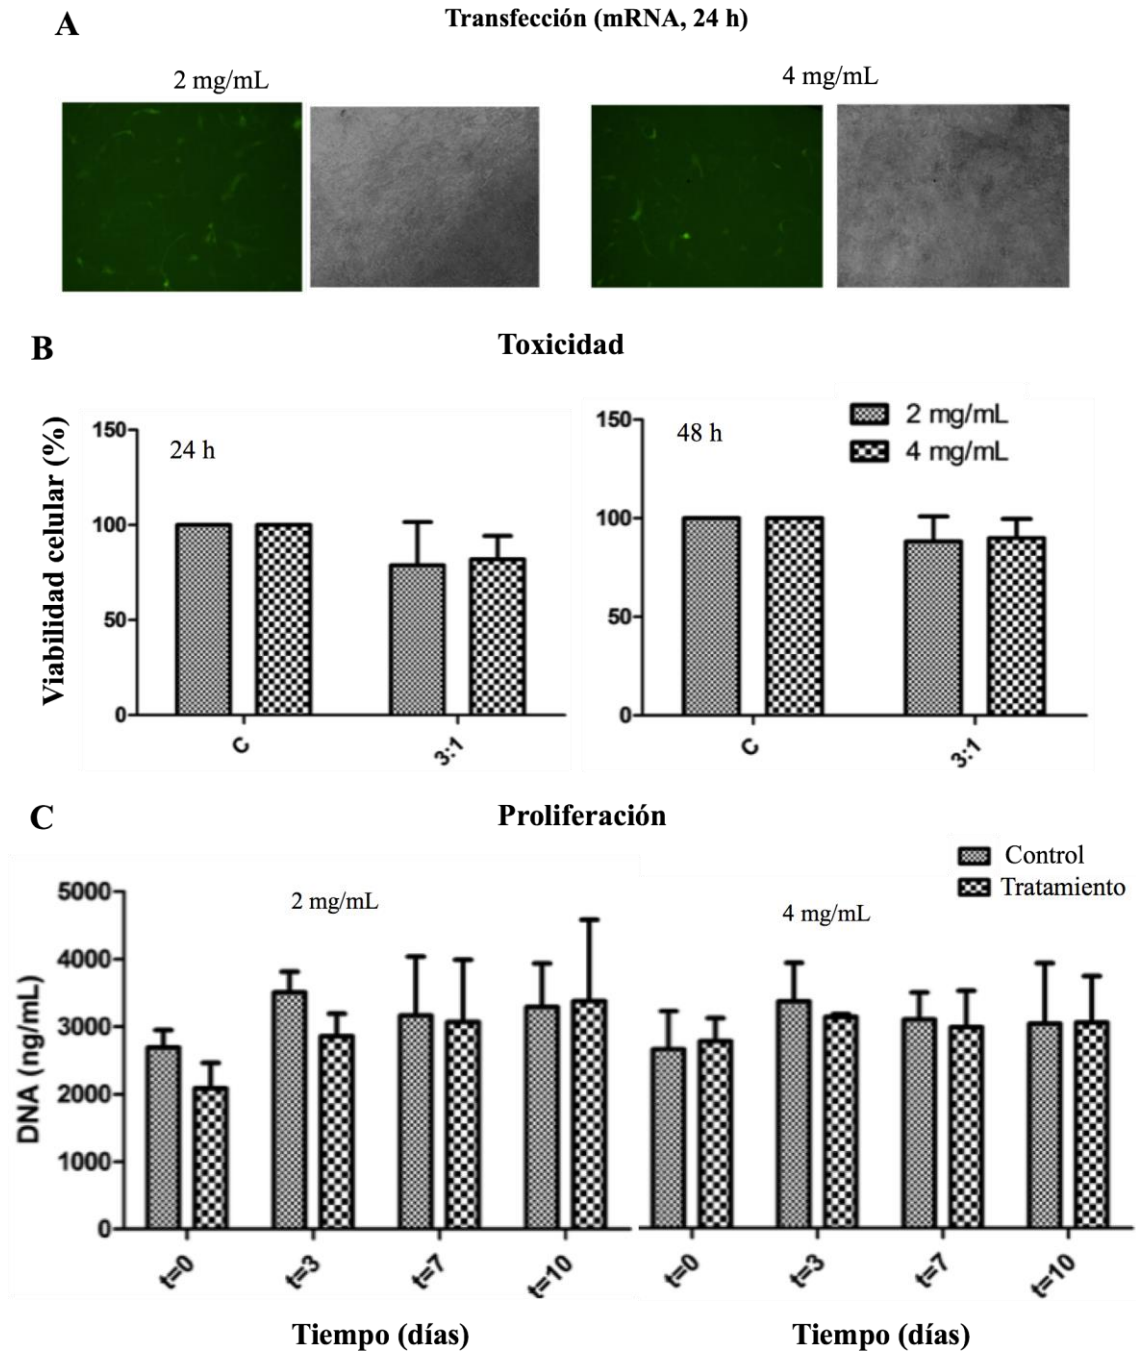 A
Transfección (mRNA, 24 h)
2 mg/mL
4 mg/mL
B
Toxicidad
Viabilidad celular (%)
150
100
50
0
24 h
C
3:1
150
100
50
0
48 h
2 mg/mL
4 mg/mL
C
3:1
C
Proliferación
Control
Tratamiento
DNA (ng/mL)
5000
4000
3000
2000
1000
0
2 mg/mL
4 mg/mL
t=0
t=3
t=7
t=10
t=0
t=3
t=7
t=10
Tiempo (días)
Tiempo (días)